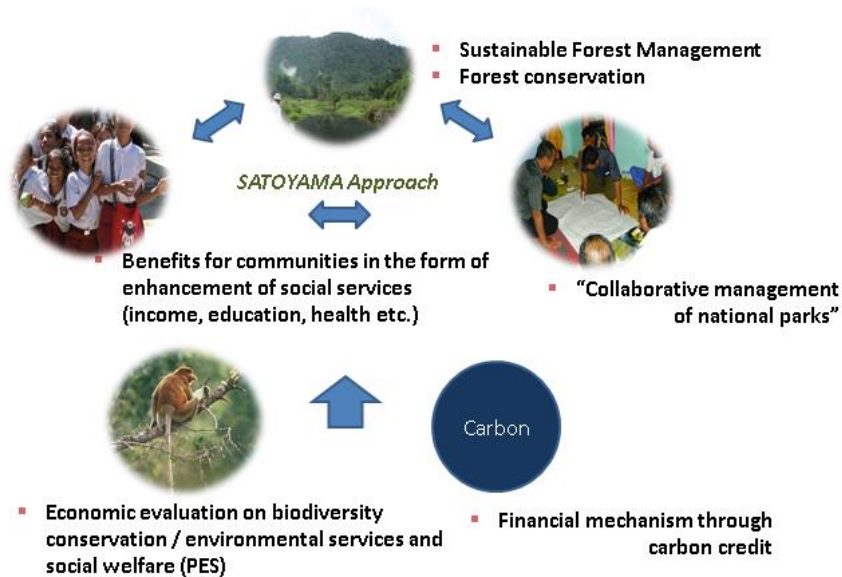 ▪ Sustainable Forest Management
▪ Forest conservation
SATOYAMA Approach
▪ Benefits for communities in the form of
enhancement of social services
(income, education, health etc.)
▪ “Collaborative management
of national parks”
Carbon
▪ Economic evaluation on biodiversity
conservation / environmental services and
social welfare (PES)
▪ Financial mechanism through
carbon credit